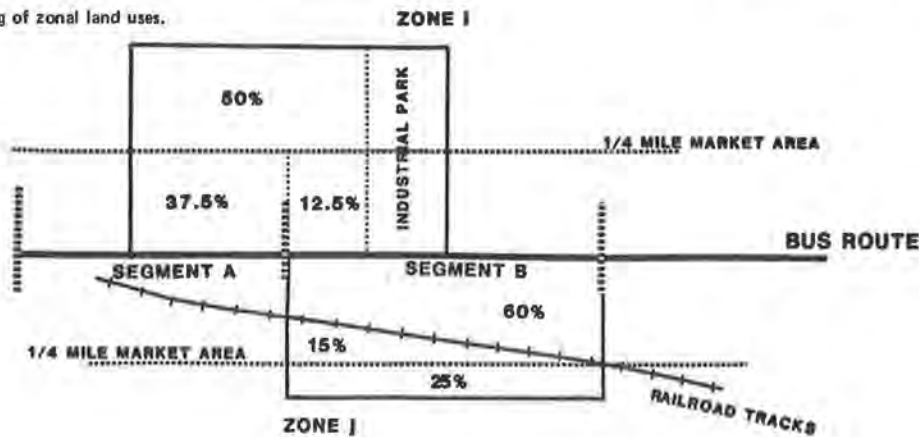 g of zonal land uses.
ZONE I
50%
INDUSTRIAL PARK
1/4 MILE MARKET AREA
37.5%
12.5%
BUS ROUTE
SEGMENT A
SEGMENT B
60%
15%
1/4 MILE MARKET AREA
25%
RAILROAD TRACKS
ZONE J